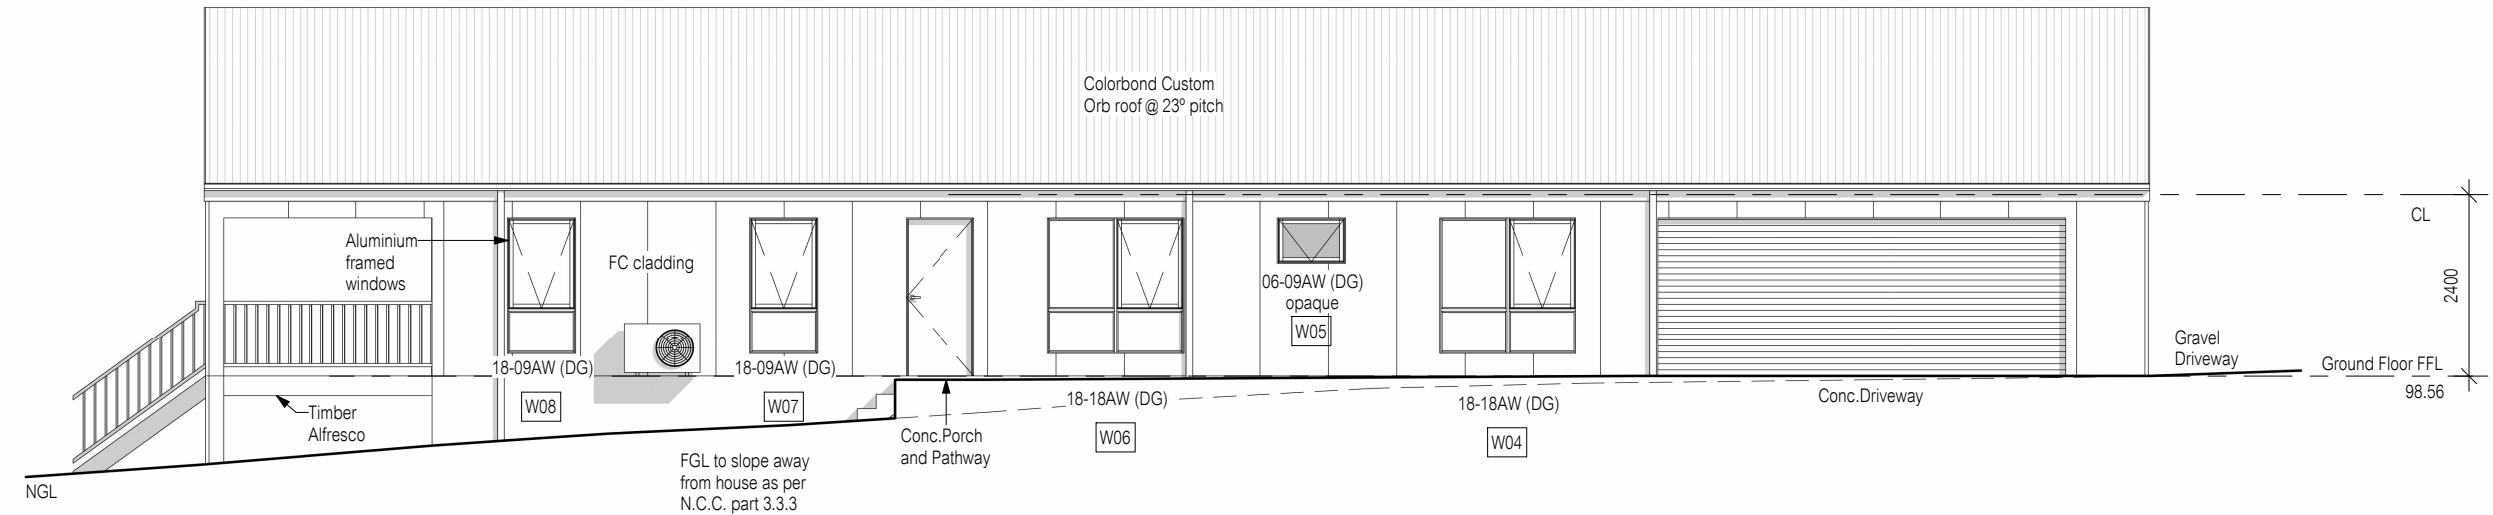 Colorbond Custom
Orb roof @ 23º pitch
CL
2400
Aluminium
framed
windows
FC cladding
06-09AW (DG)
opaque
W05
Gravel
Driveway
Ground Floor FFL
98.56
18-09AW (DG)
W08
18-09AW (DG)
W07
18-18AW (DG)
W06
18-18AW (DG)
W04
Conc.Driveway
Timber
Alfresco
Conc.Porch
and Pathway
FGL to slope away
from house as per
N.C.C. part 3.3.3
NGL